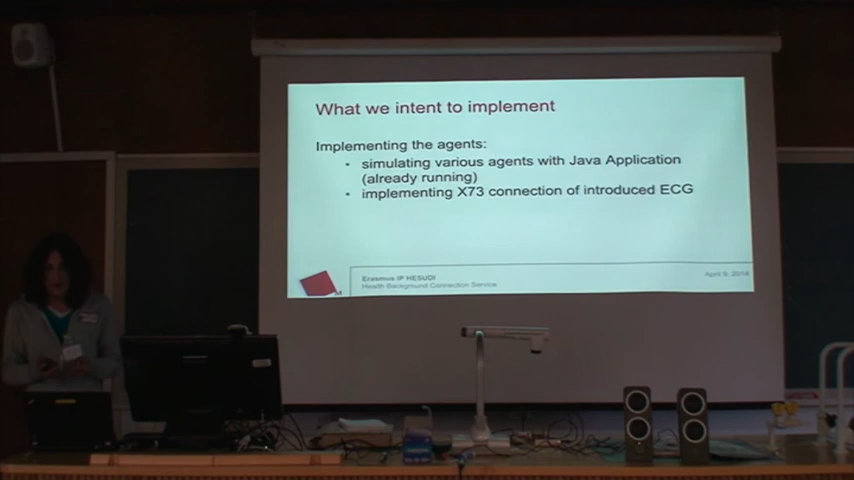 What we intent to implement
Implementing the agents:
• simulating various agents with Java Application
(already running)
• implementing X73 connection of introduced ECG
Erasmus IP HESUDI
Health Background Connection Service
April 9, 2014
M